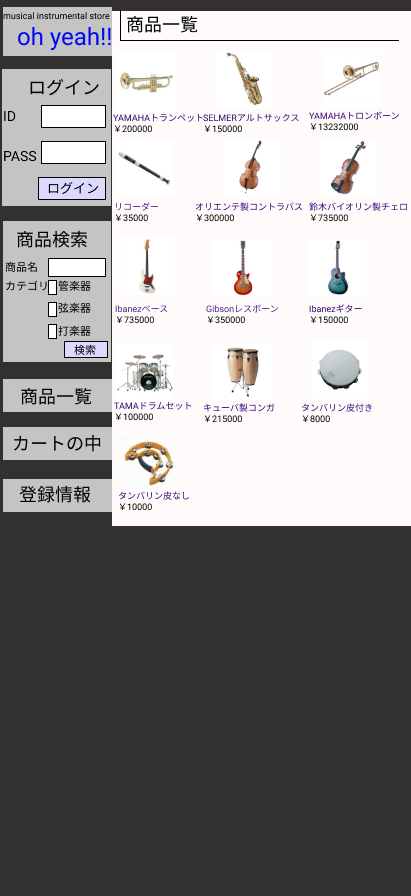 musical instrumental store
oh yeah!!
ログイン
ID
PASS
ログイン
商品検索
商品名
カテゴリ
管楽器
弦楽器
打楽器
検索
商品一覧
カートの中
登録情報
商品一覧
YAMAHAトランペット
￥200000
SELMERアルトサックス
￥150000
YAMAHAトロンボーン
￥13232000
リコーダー
￥35000
オリエンテ製コントラバス
￥300000
鈴木バイオリン製チェロ
￥735000
Ibanezベース
￥735000
Gibsonレスポーン
￥350000
Ibanezギター
￥150000
TAMAドラムセット
￥100000
キューバ製コンガ
￥215000
タンバリン皮付き
￥8000
タンバリン皮なし
￥10000